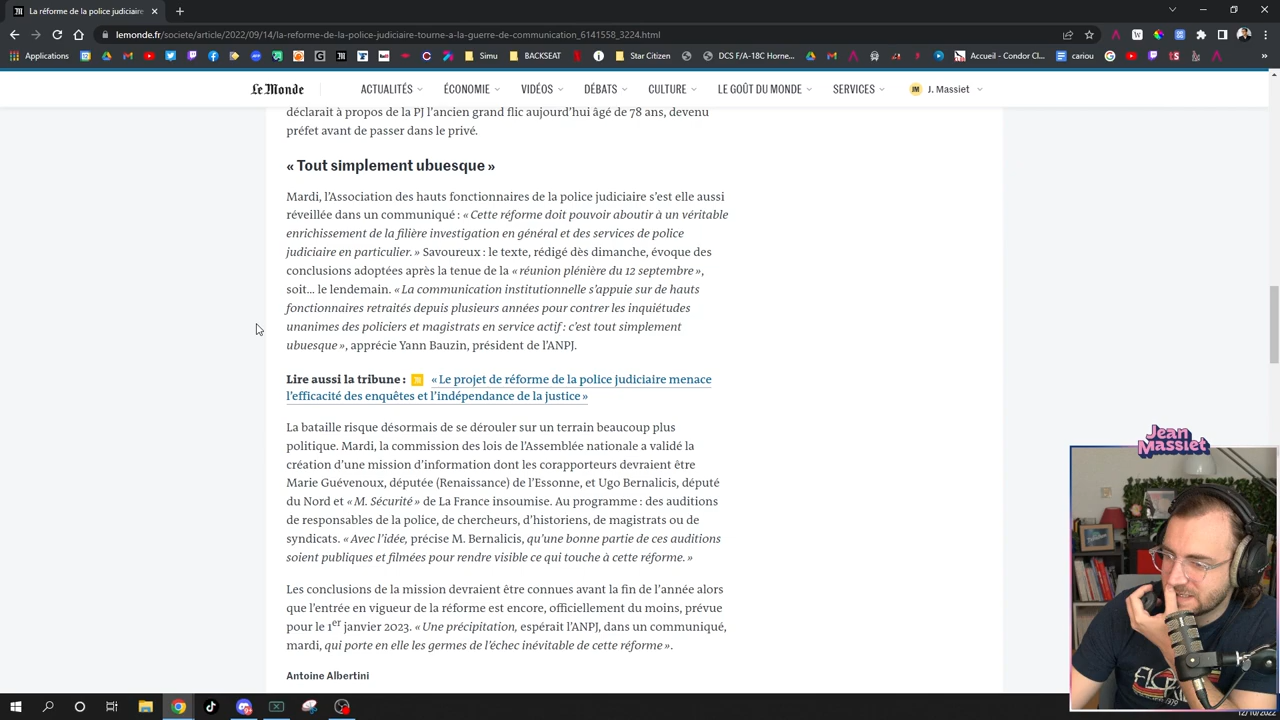 La réforme de la police judiciaire
lemonde.fr/societe/article/2022/09/14/la-reforme-de-la-police-judiciaire-tourne-a-la-guerre-de-communication_6141558_3224.html
Applications
Simu
BACKSEAT
Star Citizen
DCS F/A-18C Horne...
Accueil - Condor Cl...
cariou
»
Le Monde
ACTUALITÉS
ÉCONOMIE
VIDÉOS
DÉBATS
CULTURE
LE GOÛT DU MONDE
SERVICES
JM
J. Massiet
déclarait à propos de la PJ l’ancien grand flic aujourd’hui âgé de 78 ans, devenu
préfet avant de passer dans le privé.
« Tout simplement ubuesque »
Mardi, l’Association des hauts fonctionnaires de la police judiciaire s’est elle aussi
réveillée dans un communiqué : « Cette réforme doit pouvoir aboutir à un véritable
enrichissement de la filière investigation en général et des services de police
judiciaire en particulier. » Savoureux : le texte, rédigé dès dimanche, évoque des
conclusions adoptées après la tenue de la « réunion plénière du 12 septembre »,
soit… le lendemain. « La communication institutionnelle s’appuie sur de hauts
fonctionnaires retraités depuis plusieurs années pour contrer les inquiétudes
unanimes des policiers et magistrats en service actif : c’est tout simplement
ubuesque », apprécie Yann Bauzin, président de l’ANPJ.
Lire aussi la tribune : « Le projet de réforme de la police judiciaire menace
l’efficacité des enquêtes et l’indépendance de la justice »
La bataille risque désormais de se dérouler sur un terrain beaucoup plus
politique. Mardi, la commission des lois de l’Assemblée nationale a validé la
création d’une mission d’information dont les corapporteurs devraient être
Marie Guévenoux, députée (Renaissance) de l’Essonne, et Ugo Bernalicis, député
du Nord et « M. Sécurité » de La France insoumise. Au programme : des auditions
de responsables de la police, de chercheurs, d’historiens, de magistrats ou de
syndicats. « Avec l’idée, précise M. Bernalicis, qu’une bonne partie de ces auditions
soient publiques et filmées pour rendre visible ce qui touche à cette réforme. »
Les conclusions de la mission devraient être connues avant la fin de l’année alors
que l’entrée en vigueur de la réforme est encore, officiellement du moins, prévue
pour le 1er janvier 2023. « Une précipitation, espérait l’ANPJ, dans un communiqué,
mardi, qui porte en elle les germes de l’échec inévitable de cette réforme ».
Antoine Albertini
Jean
Massiet
12/10/2022